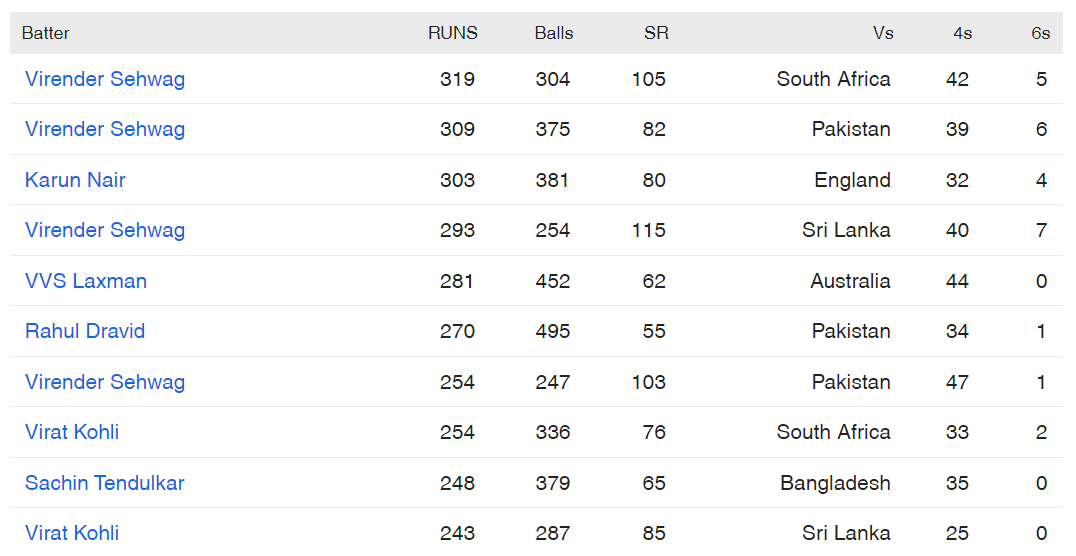 Batter RUNS Balls SR Vs 4s 6s
Virender Sehwag 319 304 105 South Africa 42 5
Virender Sehwag 309 375 82 Pakistan 39 6
Karun Nair 303 381 80 England 32 4
Virender Sehwag 293 254 115 Sri Lanka 40 7
VVS Laxman 281 452 62 Australia 44 0
Rahul Dravid 270 495 55 Pakistan 34 1
Virender Sehwag 254 247 103 Pakistan 47 1
Virat Kohli 254 336 76 South Africa 33 2
Sachin Tendulkar 248 379 65 Bangladesh 35 0
Virat Kohli 243 287 85 Sri Lanka 25 0